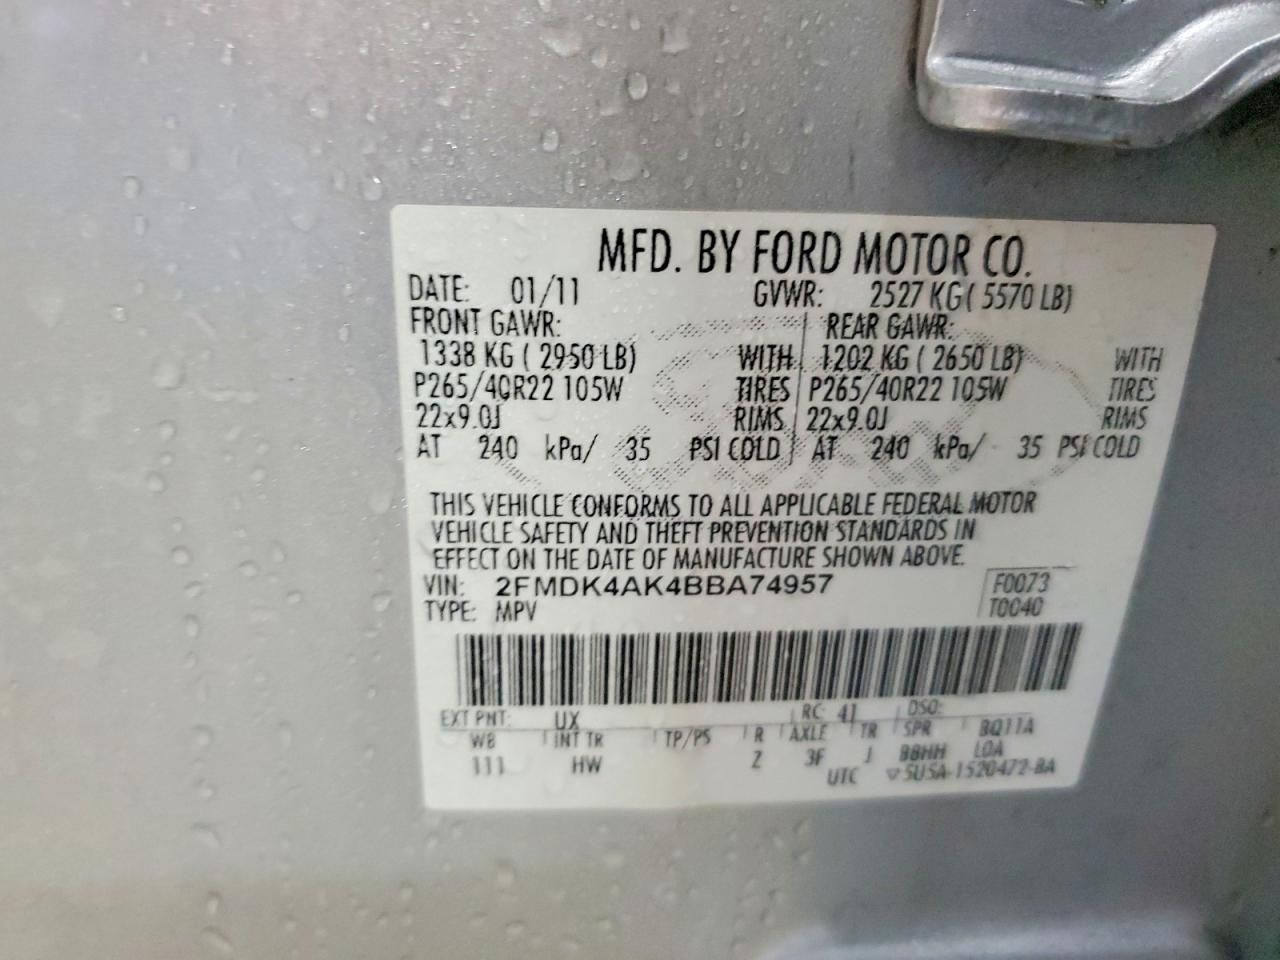 MFD. BY FORD MOTOR CO.
DATE: 01/11 GVWR: 2527 KG( 5570 LB)
FRONT GAWR: REAR GAWR:
1338 KG ( 2950 LB) WITH 1202 KG ( 2650 LB) WITH
P265/40R22 105W TIRES P265/40R22 105W TIRES
22x9.0J RIMS 22x9.0J RIMS
AT 240 kPa/ 35 PSI COLD AT 240 kPa/ 35 PSI COLD
THIS VEHICLE CONFORMS TO ALL APPLICABLE FEDERAL MOTOR
VEHICLE SAFETY AND THEFT PREVENTION STANDARDS IN
EFFECT ON THE DATE OF MANUFACTURE SHOWN ABOVE.
VIN: 2FMDK4AK4BBA74957 F0073
TYPE: MPV T0040
EXT PNT: UX RC: 41 DSO:
WB INT TR TP/PS R AXLE TR SPR BQ11A
111 HW 2 3F J BBHH LOA
UTC ▽5USA-1520472-BA